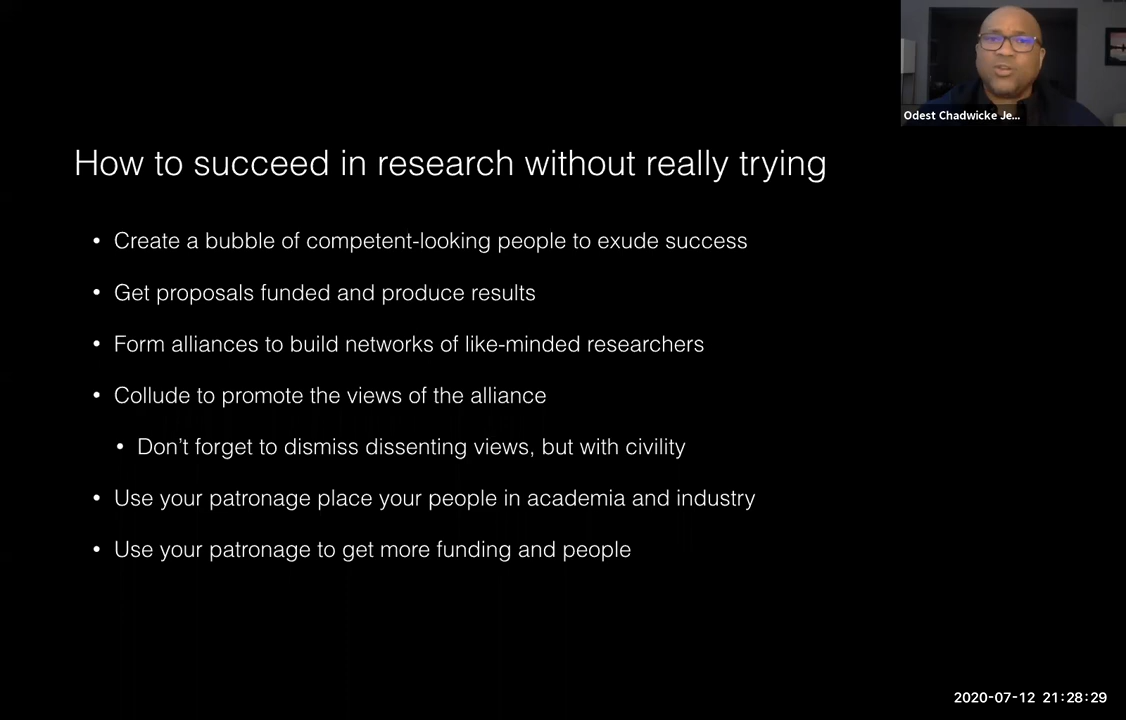 Odest Chadwicke Je...
How to succeed in research without really trying
• Create a bubble of competent-looking people to exude success
• Get proposals funded and produce results
• Form alliances to build networks of like-minded researchers
• Collude to promote the views of the alliance
• Don't forget to dismiss dissenting views, but with civility
• Use your patronage place your people in academia and industry
• Use your patronage to get more funding and people
2020-07-12 21:28:29